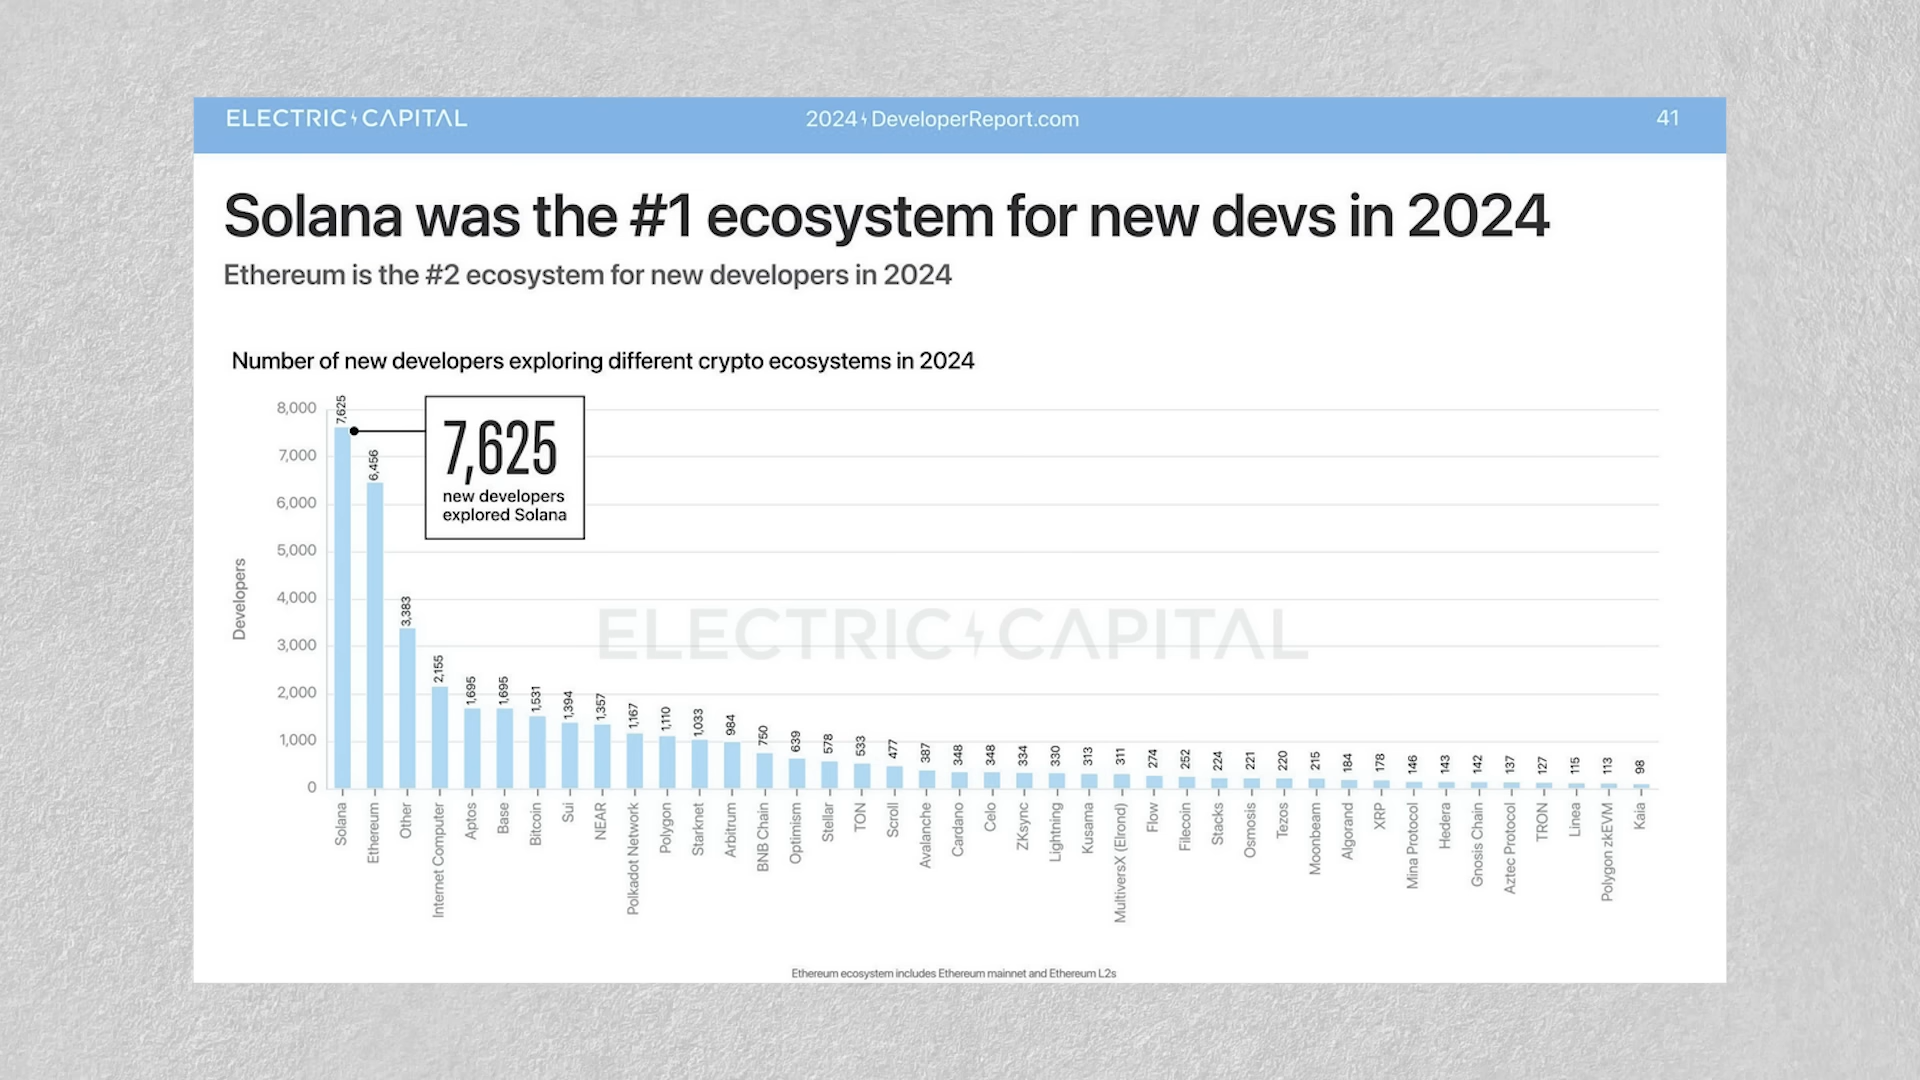 ELECTRIC CAPITAL
2024 DeveloperReport.com
41
Solana was the #1 ecosystem for new devs in 2024
Ethereum is the #2 ecosystem for new developers in 2024
Number of new developers exploring different crypto ecosystems in 2024
Developers
8,000
7,000
6,000
5,000
4,000
3,000
2,000
1,000
0
7,625
new developers
explored Solana
ELECTRIC CAPITAL
7,625
6,456
3,383
2,155
1,695
1,695
1,531
1,394
1,357
1,167
1,110
1,033
984
750
639
578
533
477
387
348
348
334
330
313
311
274
252
224
221
220
215
184
178
146
143
142
137
127
115
113
98
Solana
Ethereum
Other
Internet Computer
Aptos
Base
Bitcoin
Sui
NEAR
Polkadot Network
Polygon
Starknet
Arbitrum
BNB Chain
Optimism
Stellar
TON
Scroll
Avalanche
Cardano
Celo
ZKsync
Lightning
Kusama
MultiversX (Elrond)
Flow
Filecoin
Stacks
Osmosis
Tezos
Moonbeam
Algorand
XRP
Mina Protocol
Hedera
Gnosis Chain
Aztec Protocol
TRON
Linea
Polygon zkEVM
Kaia
Ethereum ecosystem includes Ethereum mainnet and Ethereum L2s